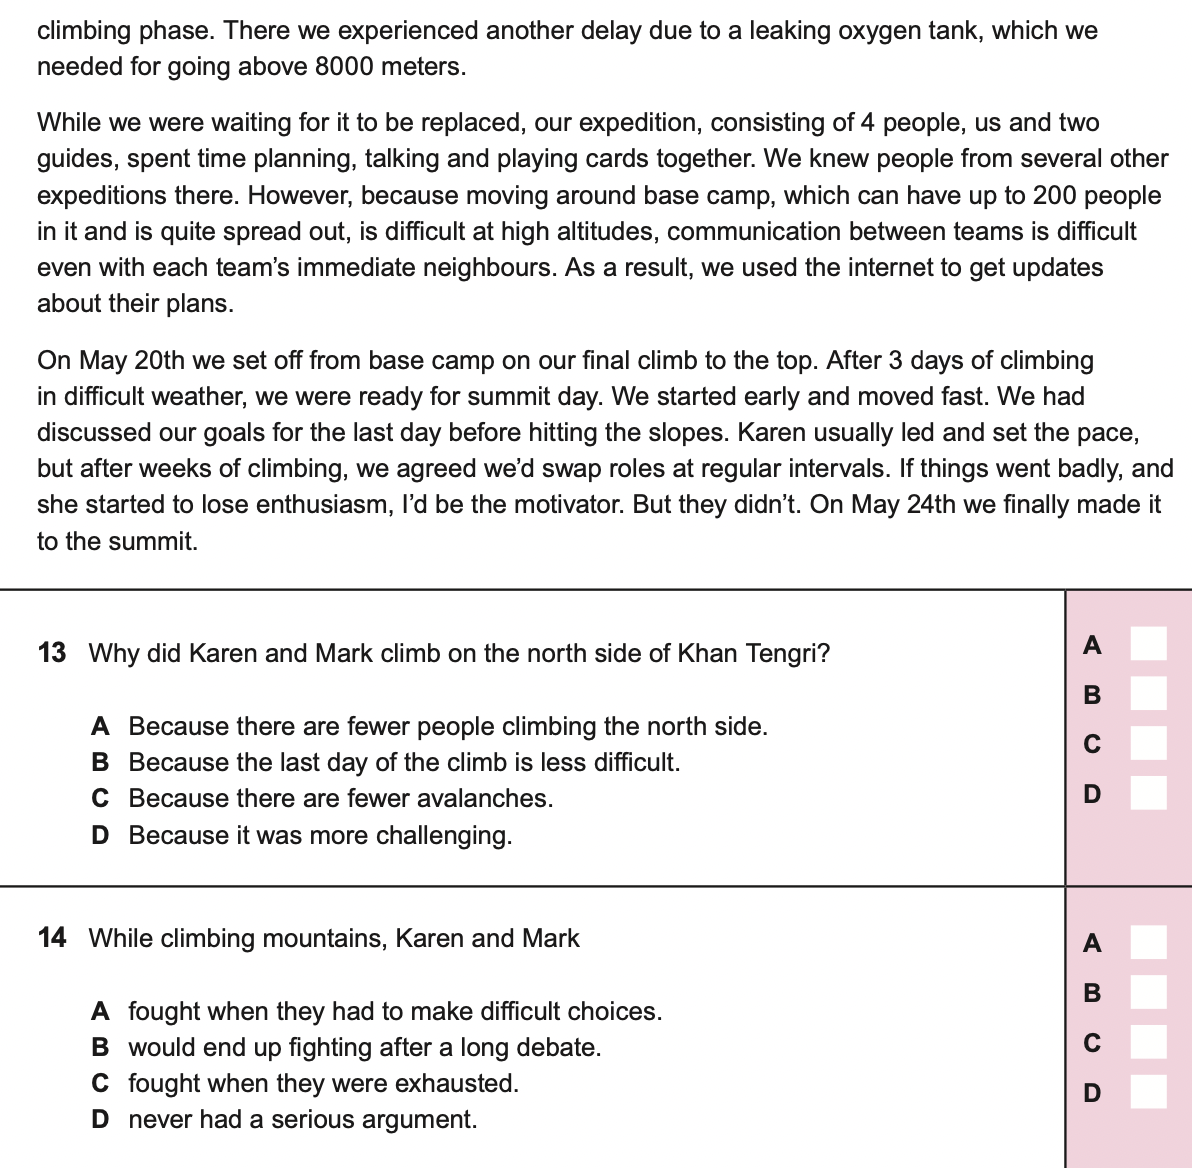 climbing phase. There we experienced another delay due to a leaking oxygen tank, which we
needed for going above 8000 meters.
While we were waiting for it to be replaced, our expedition, consisting of 4 people, us and two
guides, spent time planning, talking and playing cards together. We knew people from several other
expeditions there. However, because moving around base camp, which can have up to 200 people
in it and is quite spread out, is difficult at high altitudes, communication between teams is difficult
even with each team’s immediate neighbours. As a result, we used the internet to get updates
about their plans.
On May 20th we set off from base camp on our final climb to the top. After 3 days of climbing
in difficult weather, we were ready for summit day. We started early and moved fast. We had
discussed our goals for the last day before hitting the slopes. Karen usually led and set the pace,
but after weeks of climbing, we agreed we’d swap roles at regular intervals. If things went badly, and
she started to lose enthusiasm, I’d be the motivator. But they didn’t. On May 24th we finally made it
to the summit.
13 Why did Karen and Mark climb on the north side of Khan Tengri?
A Because there are fewer people climbing the north side.
B Because the last day of the climb is less difficult.
C Because there are fewer avalanches.
D Because it was more challenging.
A
B
C
D
14 While climbing mountains, Karen and Mark
A fought when they had to make difficult choices.
B would end up fighting after a long debate.
C fought when they were exhausted.
D never had a serious argument.
A
B
C
D